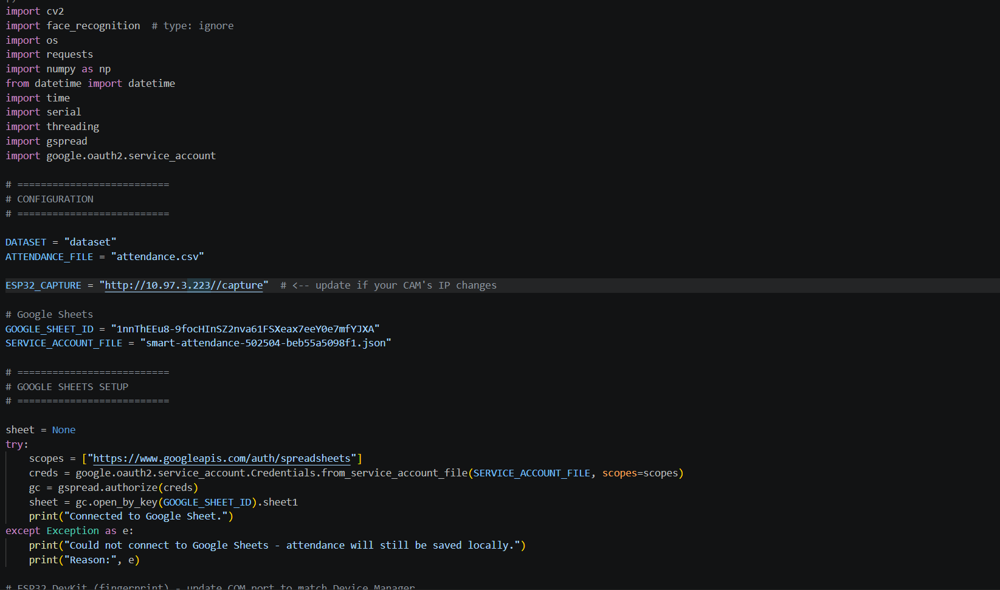 import cv2
import face_recognition  # type: ignore
import os
import requests
import numpy as np
from datetime import datetime
import time
import serial
import threading
import gspread
import google.oauth2.service_account
# ==========================
# CONFIGURATION
# ==========================
DATASET = "dataset"
ATTENDANCE_FILE = "attendance.csv"
ESP32_CAPTURE = "http://10.97.3.223//capture"  # <-- update if your CAM's IP changes
# Google Sheets
GOOGLE_SHEET_ID = "1nnThEEu8-9focHInSZ2nva61FSXeax7eeY0e7mfYJXA"
SERVICE_ACCOUNT_FILE = "smart-attendance-502504-beb55a5098f1.json"
# ==========================
# GOOGLE SHEETS SETUP
# ==========================
sheet = None
try:
    scopes = ["https://www.googleapis.com/auth/spreadsheets"]
    creds = google.oauth2.service_account.Credentials.from_service_account_file(SERVICE_ACCOUNT_FILE, scopes=scopes)
    gc = gspread.authorize(creds)
    sheet = gc.open_by_key(GOOGLE_SHEET_ID).sheet1
    print("Connected to Google Sheet.")
except Exception as e:
    print("Could not connect to Google Sheets - attendance will still be saved locally.")
    print("Reason:", e)
# ESP32 DevKit (fingerprint) - update COM port to match Device Manager